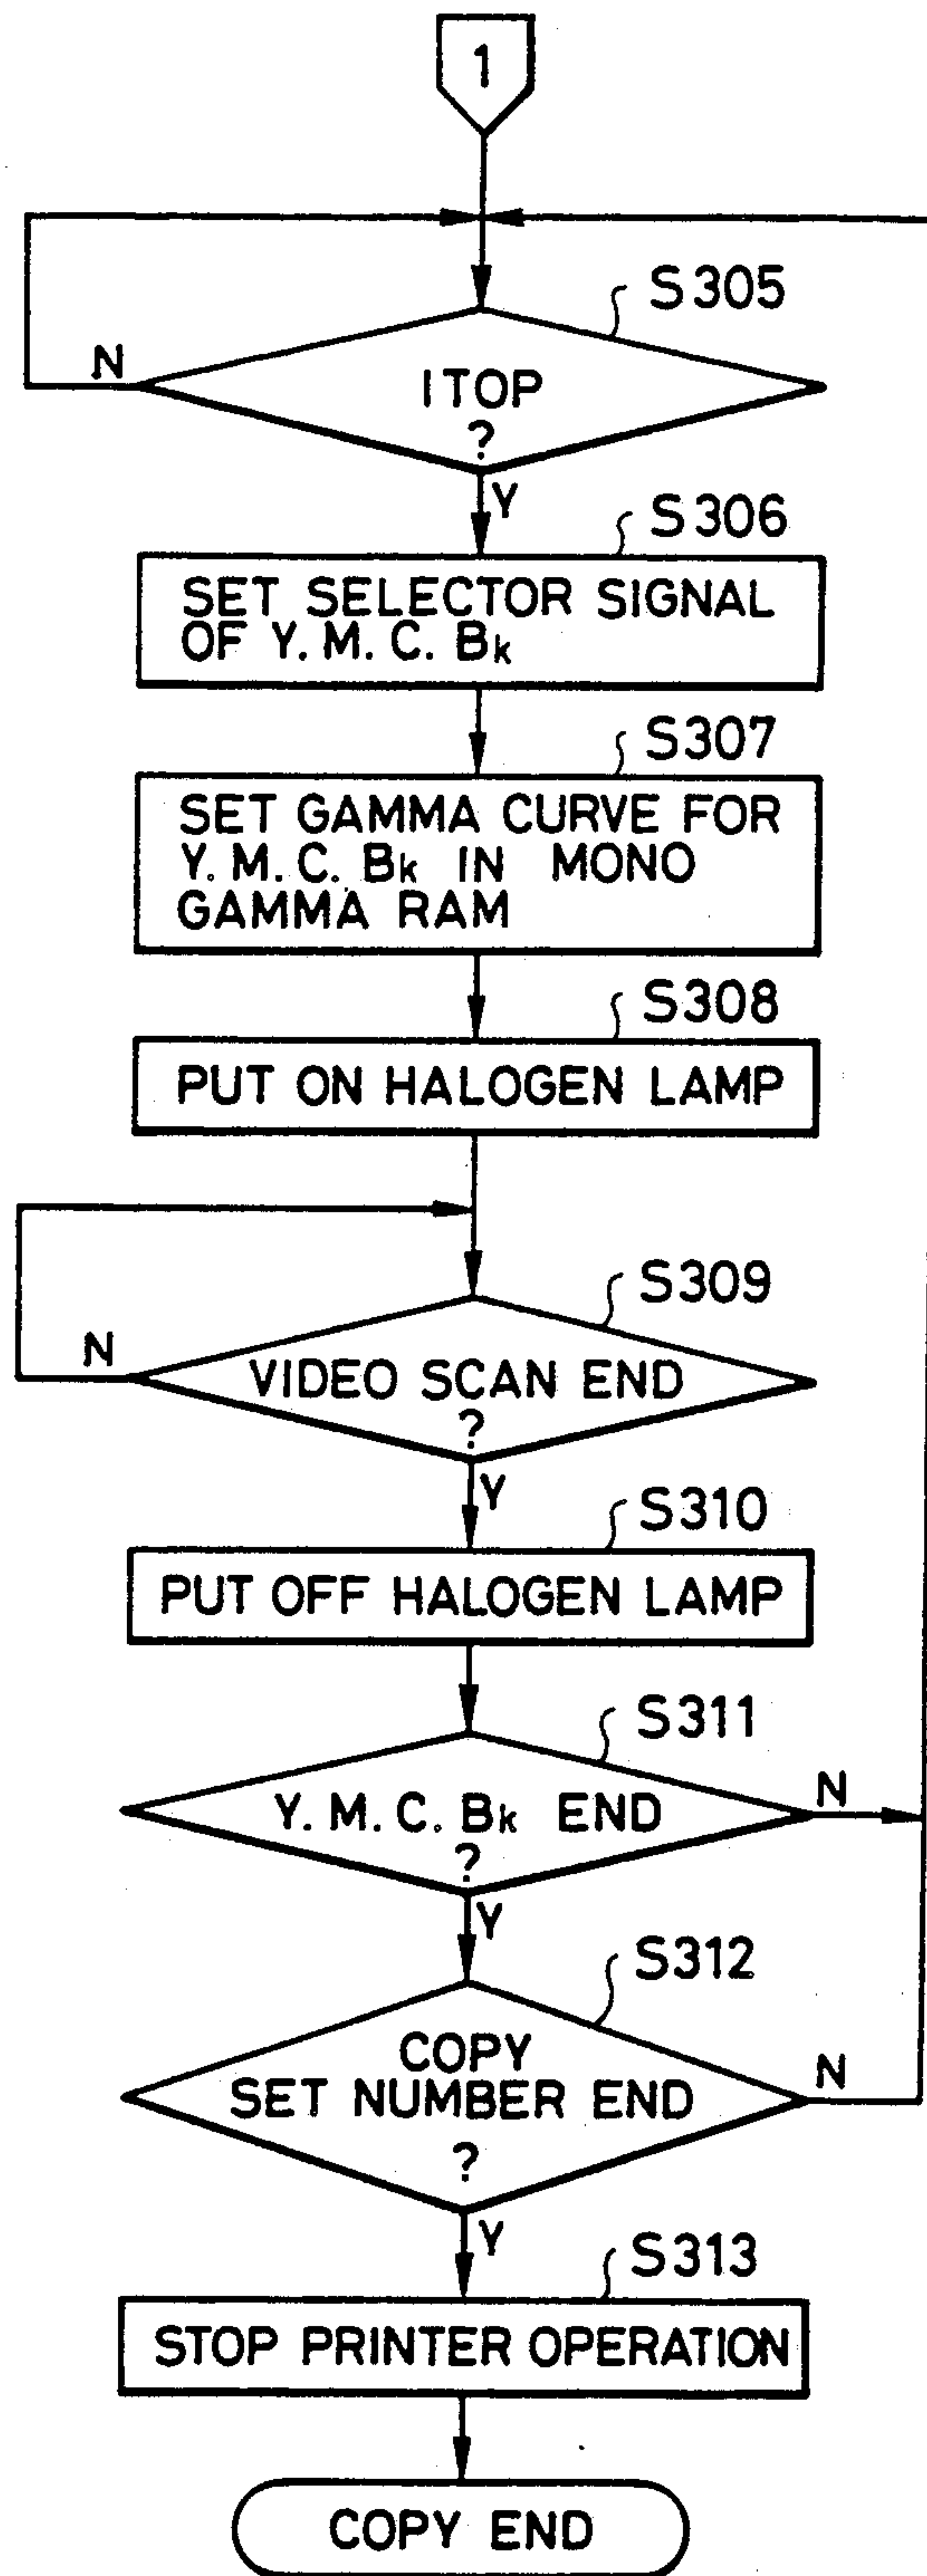 1
S305
N
ITOP
?
Y
S306
SET SELECTOR SIGNAL
OF Y. M. C. Bk
S307
SET GAMMA CURVE FOR
Y. M. C. Bk IN MONO
GAMMA RAM
S308
PUT ON HALOGEN LAMP
S309
N
VIDEO SCAN END
?
Y
S310
PUT OFF HALOGEN LAMP
S311
Y. M. C. Bk END
N
?
Y
S312
COPY
SET NUMBER END
N
?
Y
S313
STOP PRINTER OPERATION
COPY END